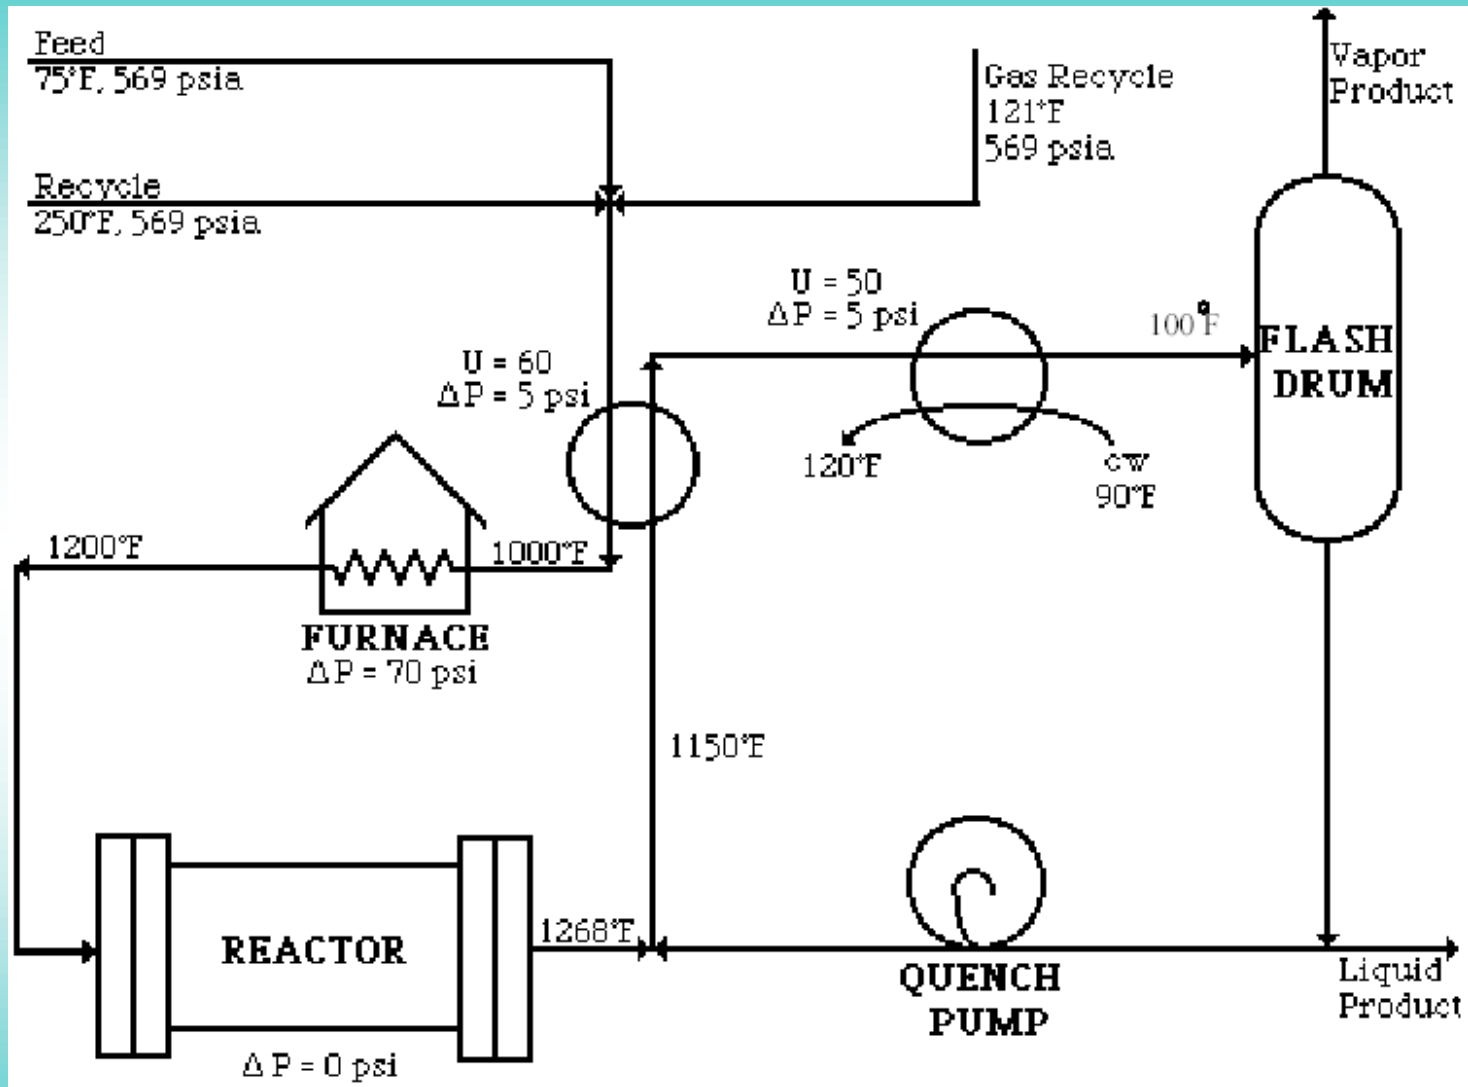 Feed
75°F, 569 psia
Gas Recycle
121°F
569 psia
Vapor
Product
Recycle
250°F, 569 psia
U = 50
ΔP = 5 psi
100°F
FLASH
DRUM
U = 60
ΔP = 5 psi
120°F
cw
90°F
1200°F
1000°F
FURNACE
ΔP = 70 psi
1150°F
REACTOR
1268°F
QUENCH
PUMP
Liquid
Product
ΔP = 0 psi